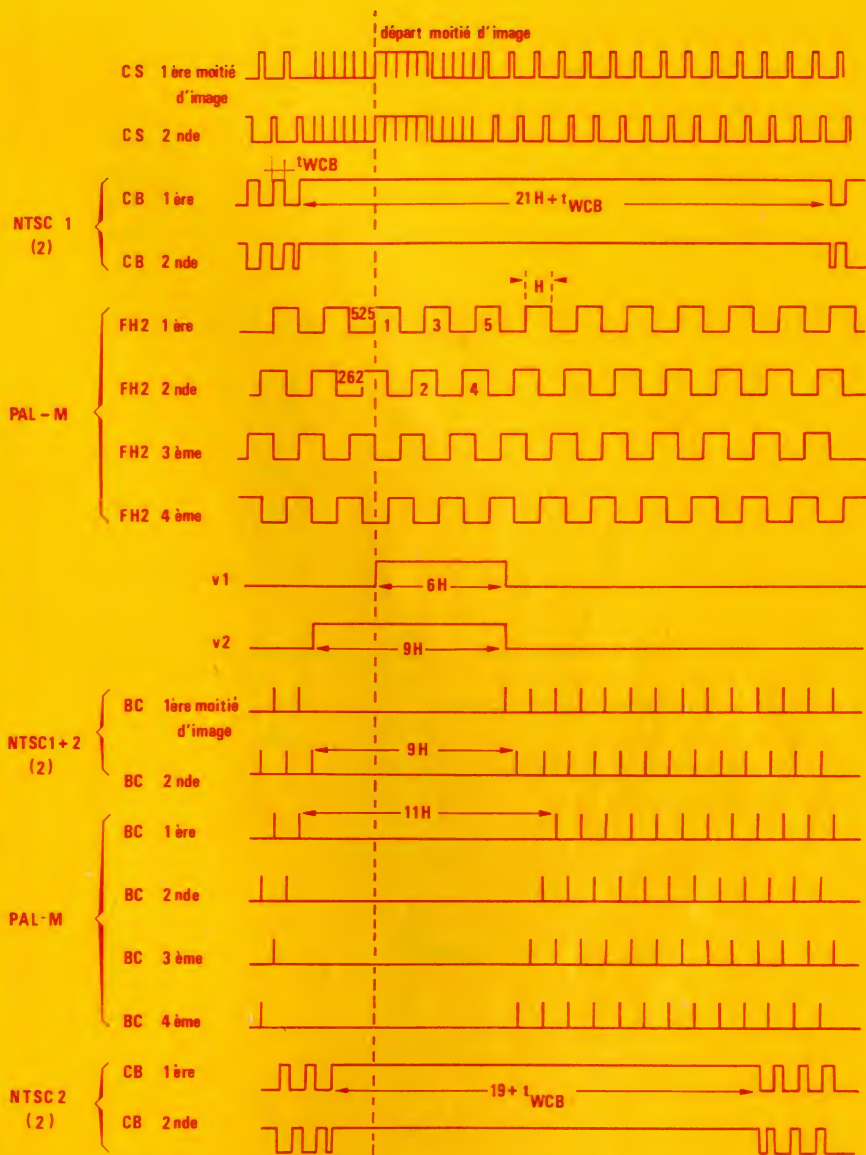 départ moitié d'image
CS 1ère moitié
d'image
CS 2nde
tWCB
NTSC 1
(2)
CB 1ère
21H + tWCB
CB 2nde
H
PAL-M
FH2 1ère
525
1
3
5
FH2 2nde
262
2
4
FH2 3ème
FH2 4ème
v1
6H
v2
9H
NTSC1+2
(2)
BC 1ère moitié
d'image
9H
BC 2nde
PAL-M
11H
BC 1ère
BC 2nde
BC 3ème
BC 4ème
NTSC2
(2)
CB 1ère
19+ tWCB
CB 2nde